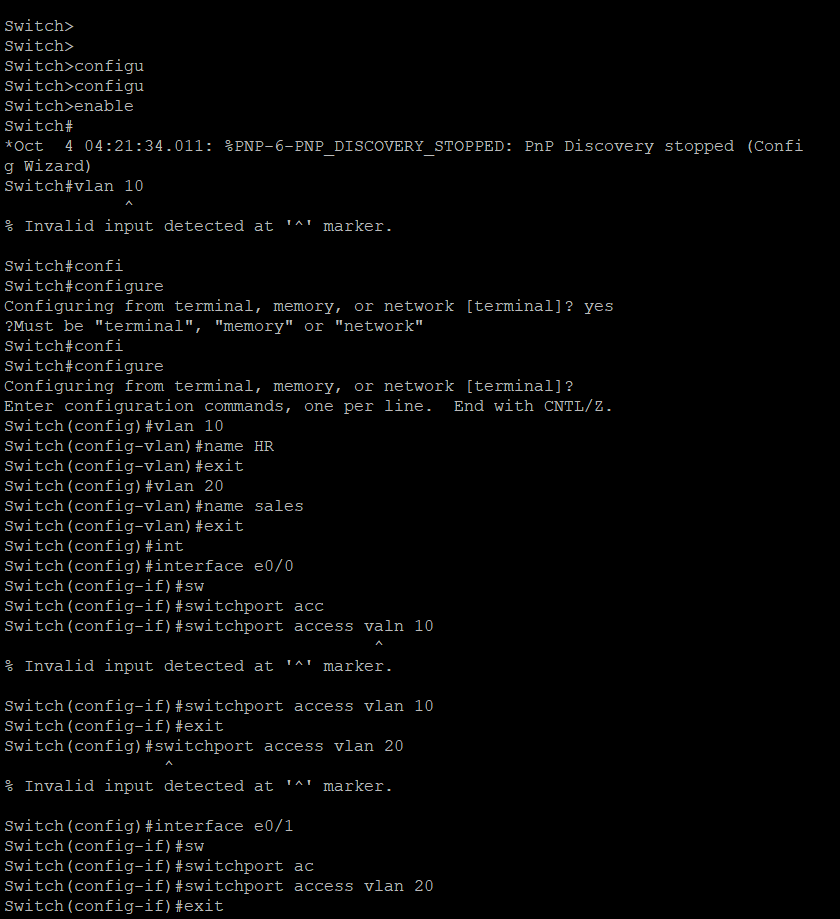 Switch>
Switch>
Switch>configu
Switch>configu
Switch>enable
Switch#
*Oct  4 04:21:34.011: %PNP-6-PNP_DISCOVERY_STOPPED: PnP Discovery stopped (Confi
g Wizard)
Switch#vlan 10
            ^
% Invalid input detected at '^' marker.

Switch#confi
Switch#configure
Configuring from terminal, memory, or network [terminal]? yes
?Must be "terminal", "memory" or "network"
Switch#confi
Switch#configure
Configuring from terminal, memory, or network [terminal]?
Enter configuration commands, one per line.  End with CNTL/Z.
Switch(config)#vlan 10
Switch(config-vlan)#name HR
Switch(config-vlan)#exit
Switch(config)#vlan 20
Switch(config-vlan)#name sales
Switch(config-vlan)#exit
Switch(config)#int
Switch(config)#interface e0/0
Switch(config-if)#sw
Switch(config-if)#switchport acc
Switch(config-if)#switchport access valn 10
                                     ^
% Invalid input detected at '^' marker.

Switch(config-if)#switchport access vlan 10
Switch(config-if)#exit
Switch(config)#switchport access vlan 20
                ^
% Invalid input detected at '^' marker.

Switch(config)#interface e0/1
Switch(config-if)#sw
Switch(config-if)#switchport ac
Switch(config-if)#switchport access vlan 20
Switch(config-if)#exit